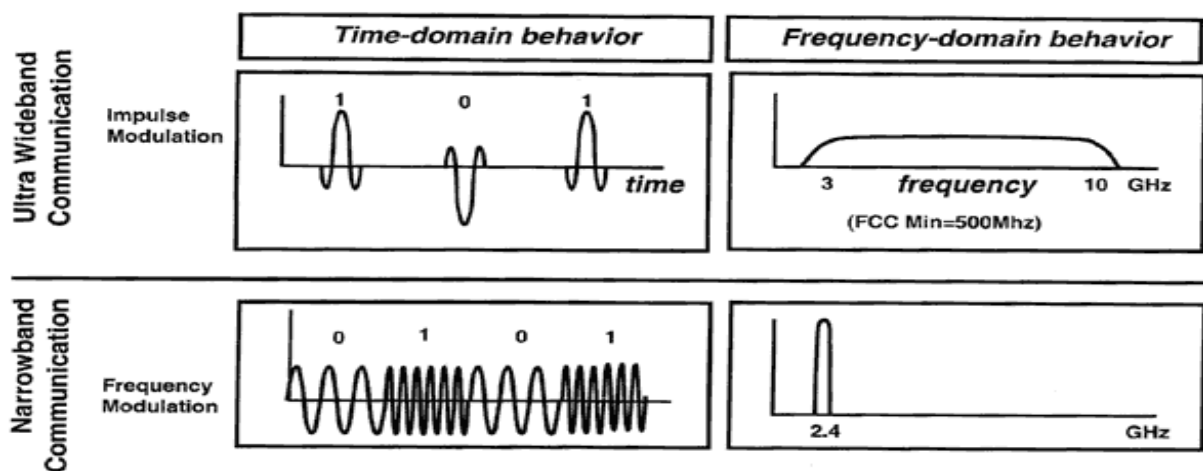 Time-domain behavior
Frequency-domain behavior
Ultra Wideband
Communication
Impulse
Modulation
1 0 1
time
3 frequency 10 GHz
(FCC Min=500Mhz)
Narrowband
Communication
Frequency
Modulation
0 1 0 1
2.4 GHz